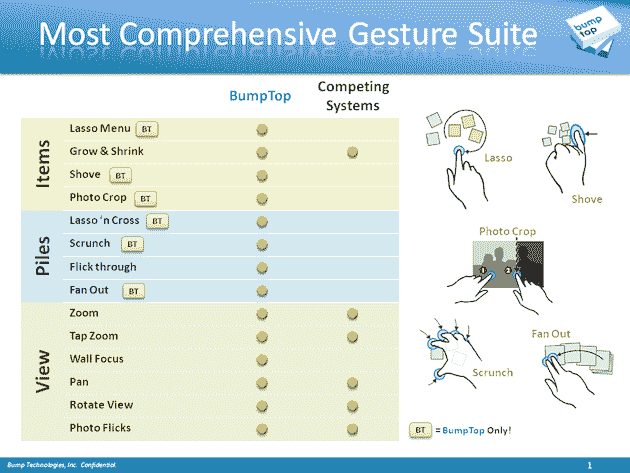 Most Comprehensive Gesture Suite
bump
top
BumpTop
Competing
Systems
Items
Lasso Menu BT
Grow & Shrink
Shove BT
Photo Crop BT
Piles
Lasso ‘n Cross BT
Scrunch BT
Flick through
Fan Out BT
View
Zoom
Tap Zoom
Wall Focus
Pan
Rotate View
Photo Flicks
Lasso
Shove
Photo Crop
Scrunch
Fan Out
BT = BumpTop Only!
Bump Technologies, Inc. Confidential
1